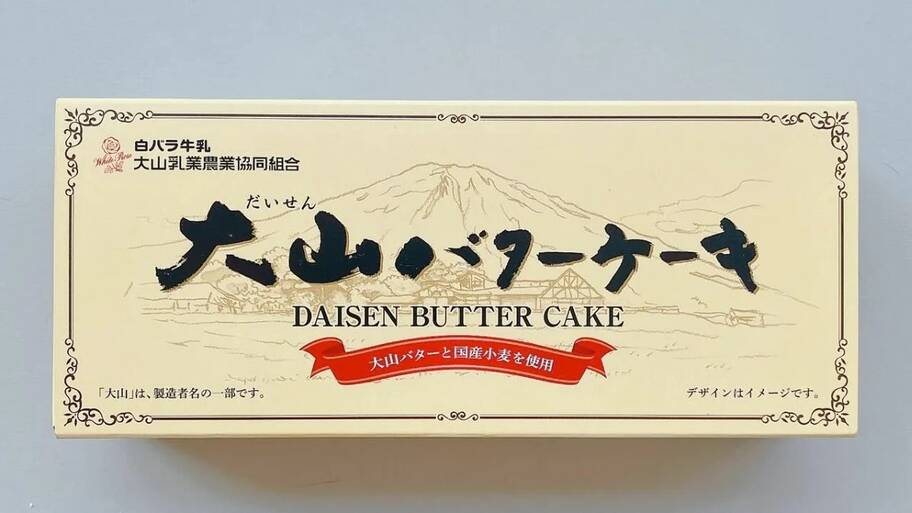 白バラ牛乳
White Rose
大山乳業農業協同組合
だいせん
大山バターケーキ
DAISEN BUTTER CAKE
大山バターと国産小麦を使用
「大山」は、製造者名の一部です。
デザインはイメージです。